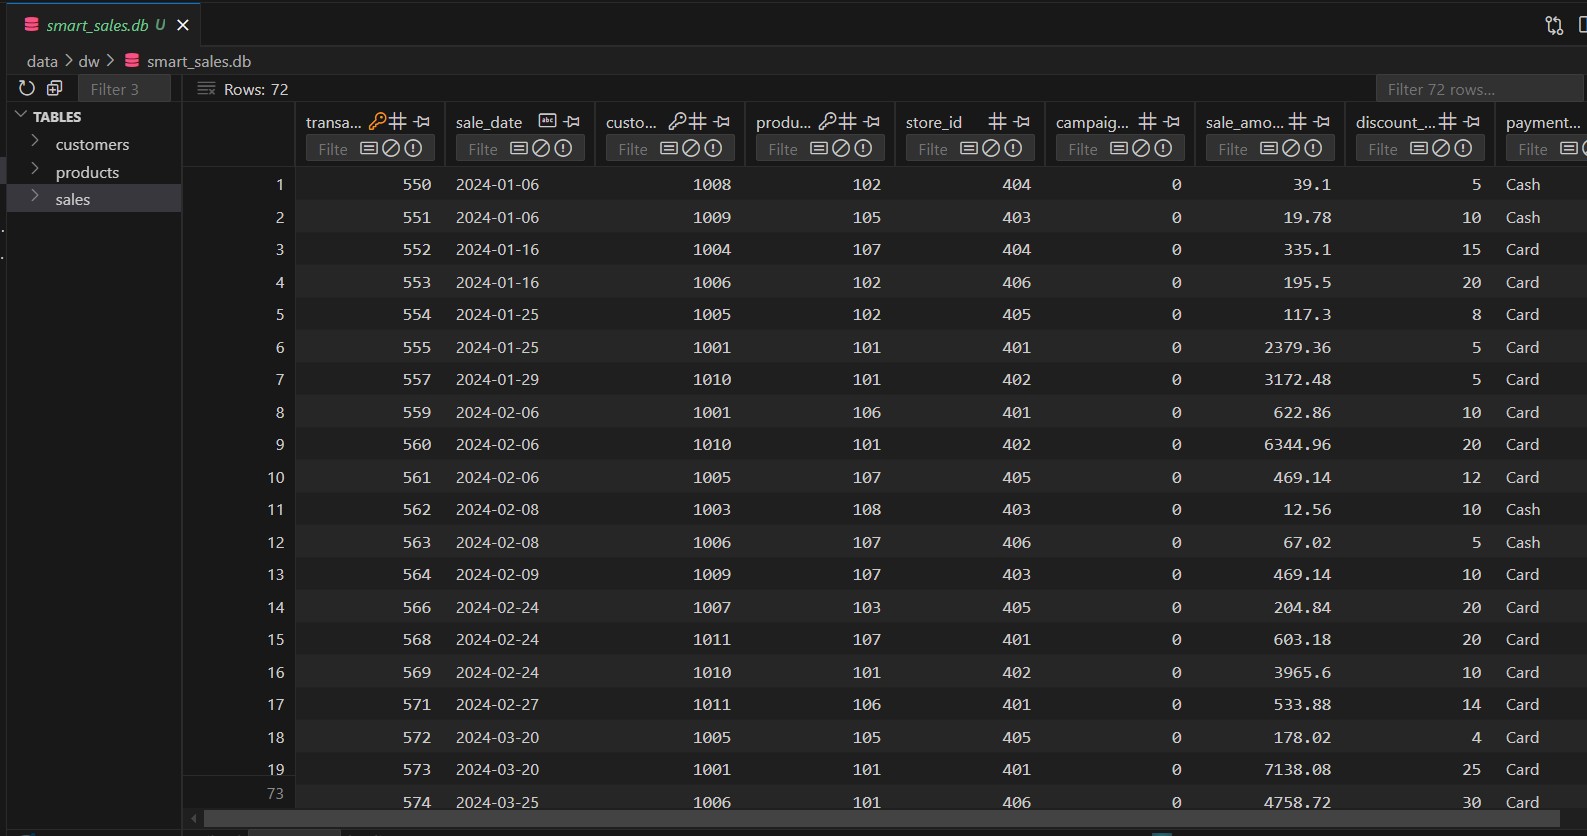 smart_sales.db U
data > dw > smart_sales.db
Filter 3
Rows: 72
Filter 72 rows...
TABLES
customers
products
sales
transa... sale_date custo... produ... store_id campaig... sale_amo... discount_... payment...
Filte Filte Filte Filte Filte Filte Filte Filte Filte
1 550 2024-01-06 1008 102 404 0 39.1 5 Cash
2 551 2024-01-06 1009 105 403 0 19.78 10 Cash
3 552 2024-01-16 1004 107 404 0 335.1 15 Card
4 553 2024-01-16 1006 102 406 0 195.5 20 Card
5 554 2024-01-25 1005 102 405 0 117.3 8 Card
6 555 2024-01-25 1001 101 401 0 2379.36 5 Card
7 557 2024-01-29 1010 101 402 0 3172.48 5 Card
8 559 2024-02-06 1001 106 401 0 622.86 10 Card
9 560 2024-02-06 1010 101 402 0 6344.96 20 Card
10 561 2024-02-06 1005 107 405 0 469.14 12 Card
11 562 2024-02-08 1003 108 403 0 12.56 10 Cash
12 563 2024-02-08 1006 107 406 0 67.02 5 Cash
13 564 2024-02-09 1009 107 403 0 469.14 10 Card
14 566 2024-02-24 1007 103 405 0 204.84 20 Card
15 568 2024-02-24 1011 107 401 0 603.18 20 Card
16 569 2024-02-24 1010 101 402 0 3965.6 10 Card
17 571 2024-02-27 1011 106 401 0 533.88 14 Card
18 572 2024-03-20 1005 105 405 0 178.02 4 Card
19 573 2024-03-20 1001 101 401 0 7138.08 25 Card
73 574 2024-03-25 1006 101 406 0 4758.72 30 Card